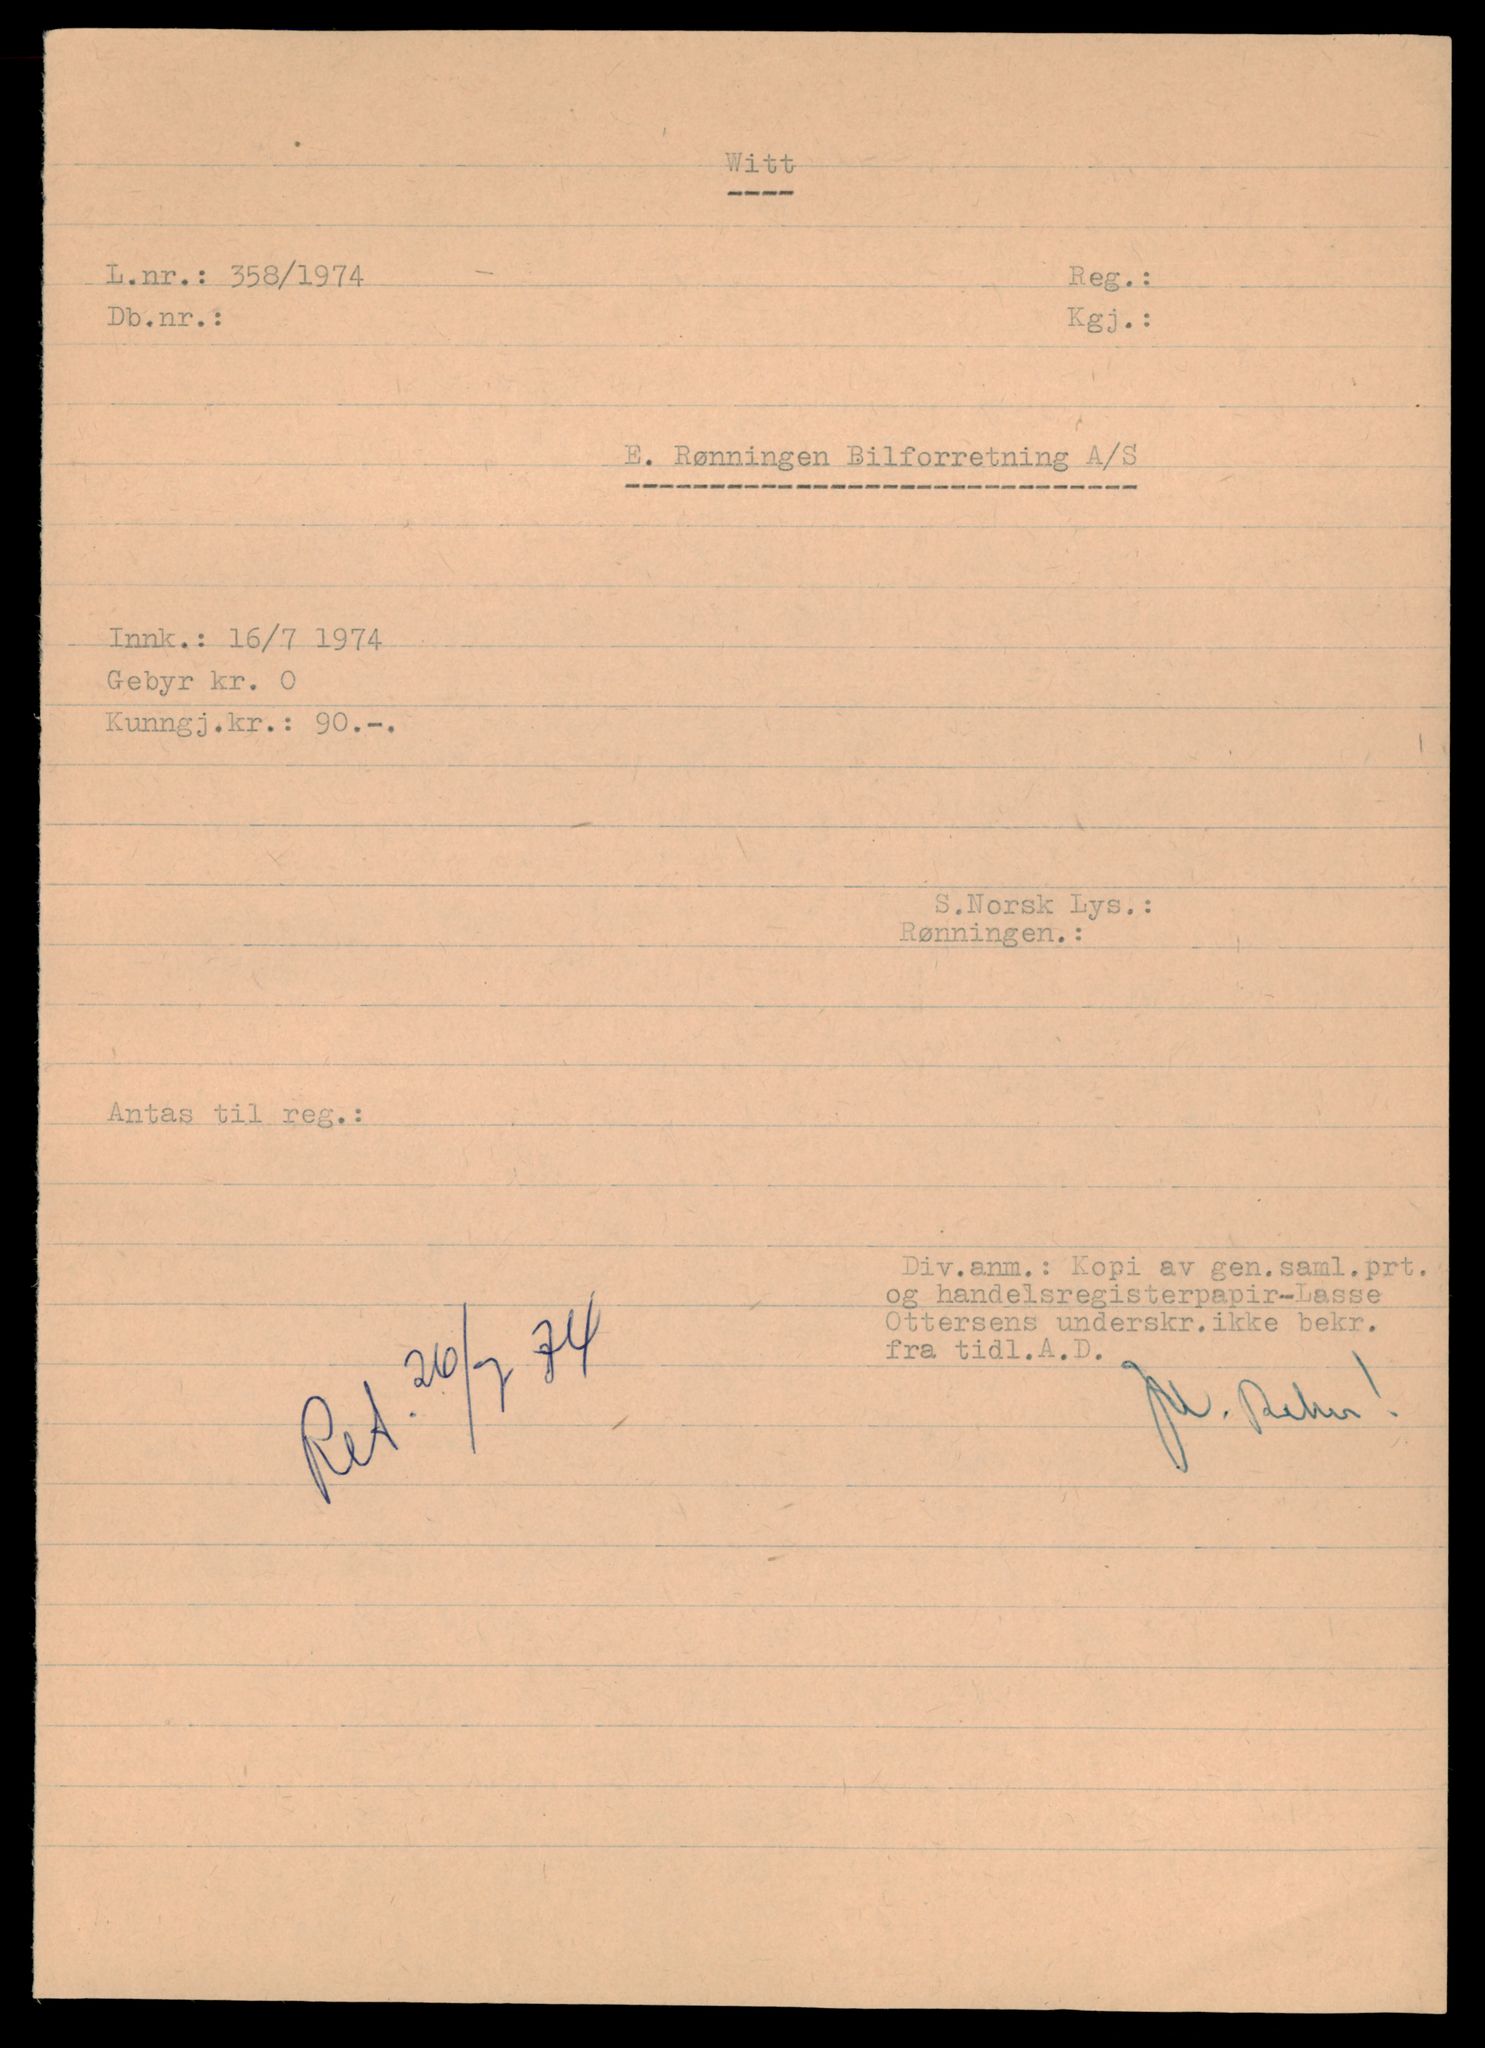 Witt
L.nr.: 358/1974
Reg.:
Db.nr.:
Kgj.:
E. Rønningen Bilforretning A/S
Innk.: 16/7 1974
Gebyr kr. O
Kunngj.kr.: 90.-.
S.Norsk Lys.:
Rønningen.:
Antas til reg.:
Div.anm.: Kopi av gen.saml.prt.
og handelsregisterpapir-Lasse
Ottersens underskr.ikke bekr.
fra tidl.A.D.
Ret. 26/7 74